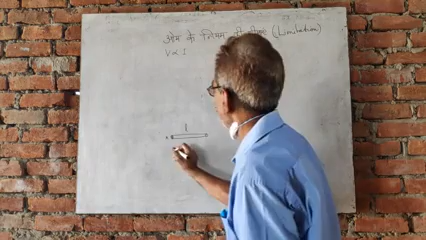 ओम के नियम की सीमा (Limitation)
V ∝ I
l